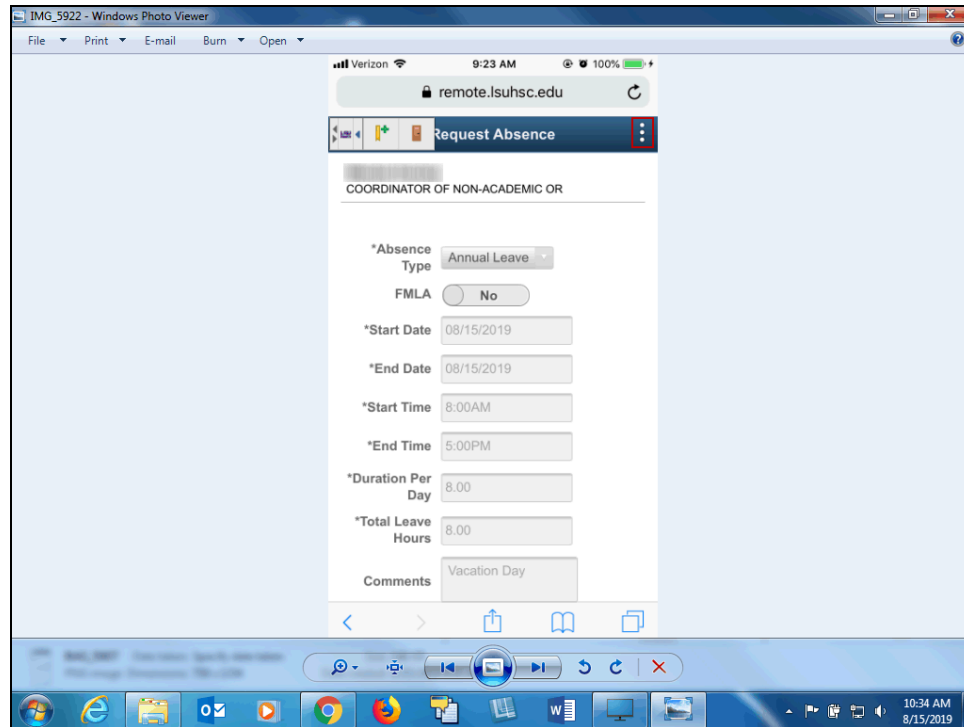 IMG_5922 - Windows Photo Viewer
File Print E-mail Burn Open
Verizon 9:23 AM 100%
remote.lsuhsc.edu
Request Absence
COORDINATOR OF NON-ACADEMIC OR
*Absence Type Annual Leave
FMLA No
*Start Date 08/15/2019
*End Date 08/15/2019
*Start Time 8:00AM
*End Time 5:00PM
*Duration Per Day 8.00
*Total Leave Hours 8.00
Comments Vacation Day
10:34 AM
8/15/2019